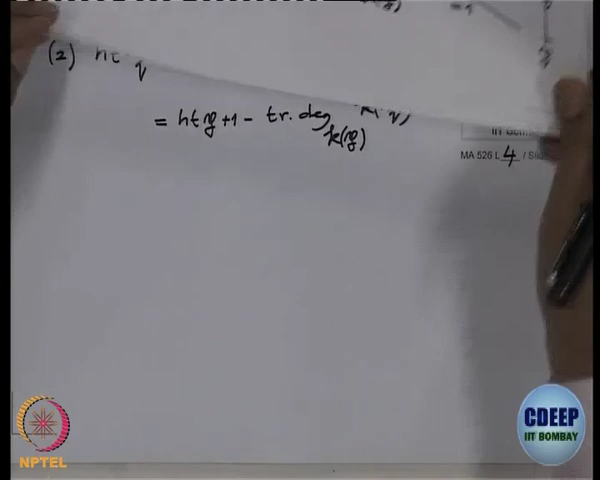 (2) ht q
= ht 𝔭 + 1 - tr. deg k(q)
k(𝔭)
MA 526 L 4 / Slide
CDEEP
IIT BOMBAY
NPTEL